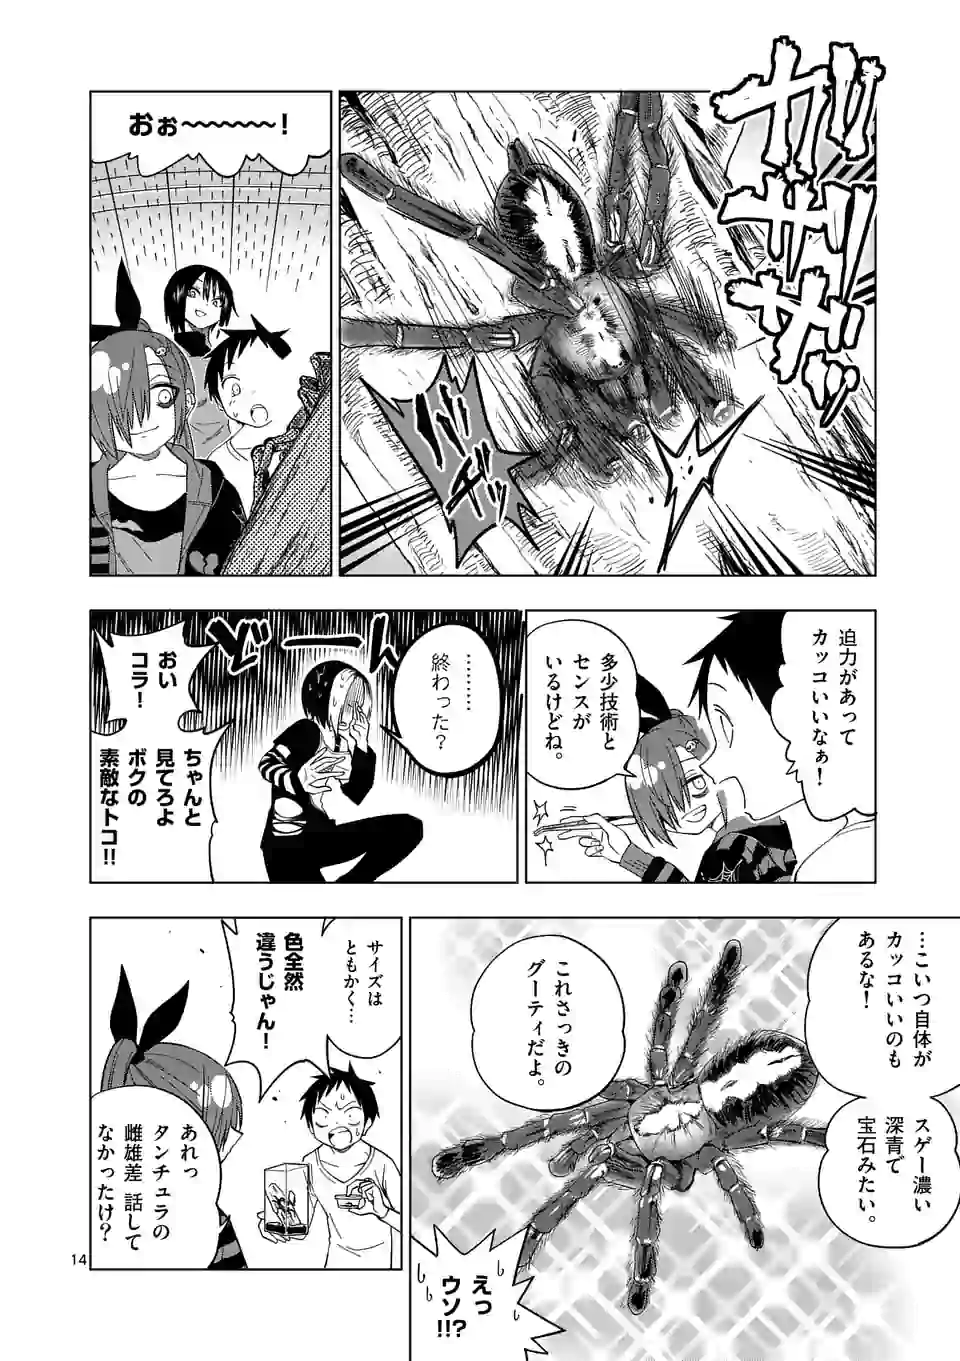 ガリ
ザリ
ザッ
ギッ
おぉ〜〜〜〜〜〜!
迫力があって
カッコいいなぁ!
多少技術と
センスが
いるけどね。
………
終わった?
どーーん
おい
コラ!
ちゃんと
見てろよ
ボクの
素敵なトコ!!
…こいつ自体が
カッコいいのも
あるな!
スゲー濃い
深青で
宝石みたい。
これさっきの
グーティだよ。
えっ
ウソ
!!?
サイズは
ともかく…
色全然
違うじゃん!
あれっ
タンチュラの
雌雄差 話して
なかったけ?
14